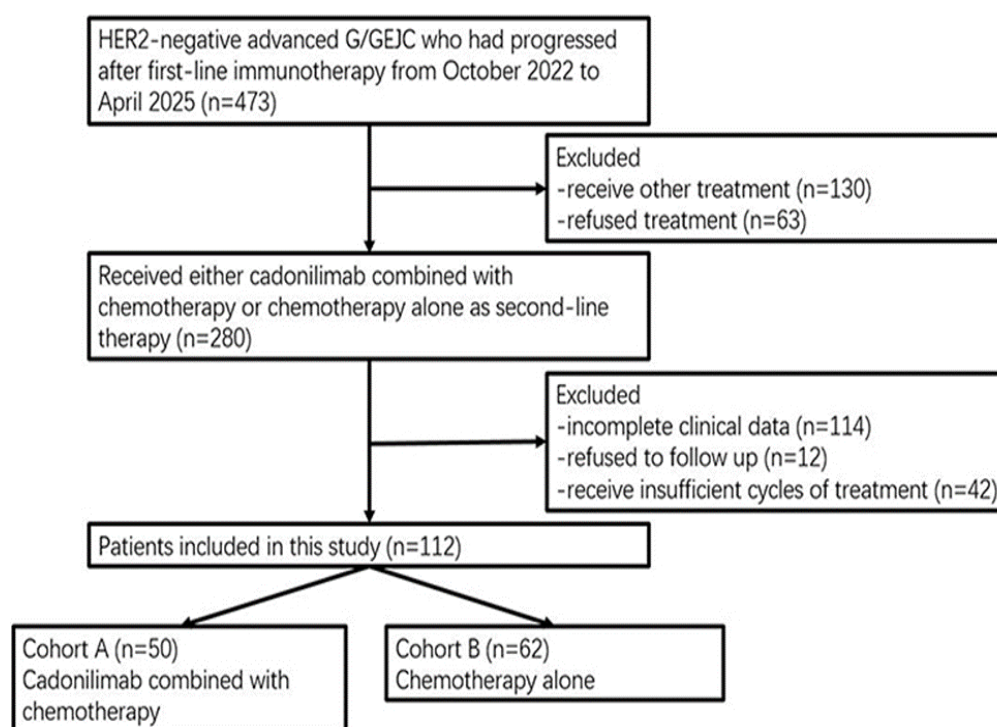 HER2-negative advanced G/GEJC who had progressed
after first-line immunotherapy from October 2022 to
April 2025 (n=473)
Excluded
-receive other treatment (n=130)
-refused treatment (n=63)
Received either cadonilimab combined with
chemotherapy or chemotherapy alone as second-line
therapy (n=280)
Excluded
-incomplete clinical data (n=114)
-refused to follow up (n=12)
-receive insufficient cycles of treatment (n=42)
Patients included in this study (n=112)
Cohort A (n=50)
Cadonilimab combined with
chemotherapy
Cohort B (n=62)
Chemotherapy alone